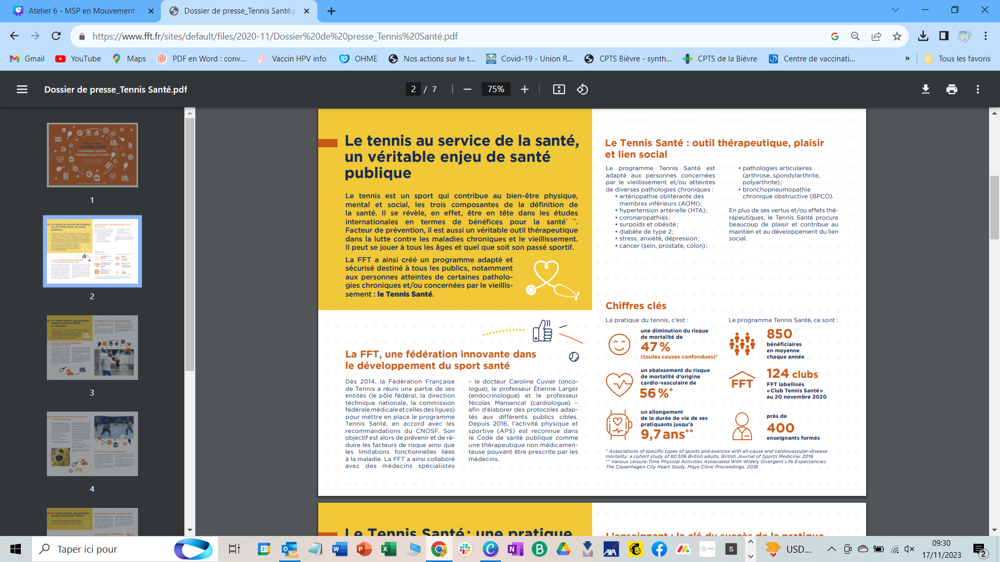 Atelier 6 - MSP en Mouvement-
Dossier de presse_Tennis Santé.p
https://www.fft.fr/sites/default/files/2020-11/Dossier%20de%20presse_Tennis%20Santé.pdf
Gmail
YouTube
Maps
PDF en Word : conv...
Vaccin HPV info
OHME
Nos actions sur le t...
Covid-19 - Union R...
CPTS Bièvre - synth...
CPTS de la Bièvre
Centre de vaccinati...
»
Tous les favoris
Dossier de presse_Tennis Santé.pdf
2 / 7
75%
1
2
3
4
Le tennis au service de la santé,
un véritable enjeu de santé
publique
Le tennis est un sport qui contribue au bien-être physique,
mental et social, les trois composantes de la définition de
la santé. Il se révèle, en effet, être en tête dans les études
internationales en termes de bénéfices pour la santé* **.
Facteur de prévention, il est aussi un véritable outil thérapeutique
dans la lutte contre les maladies chroniques et le vieillissement.
Il peut se jouer à tous les âges et quel que soit son passé sportif.
La FFT a ainsi créé un programme adapté et
sécurisé destiné à tous les publics, notamment
aux personnes atteintes de certaines patholo-
gies chroniques et/ou concernées par le vieillis-
sement : le Tennis Santé.
La FFT, une fédération innovante dans
le développement du sport santé
Dès 2014, la Fédération Française
de Tennis a réuni une partie de ses
entités (le pôle fédéral, la direction
technique nationale, la commission
fédérale médicale et celles des ligues)
pour mettre en place le programme
Tennis Santé, en accord avec les
recommandations du CNOSF. Son
objectif est alors de prévenir et de ré-
duire les facteurs de risque ainsi que
les limitations fonctionnelles liées
à la maladie. La FFT a ainsi collaboré
avec des médecins spécialistes
– le docteur Caroline Cuvier (onco-
logue), le professeur Étienne Larger
(endocrinologue) et le professeur
Nicolas Mansencal (cardiologue) –
afin d'élaborer des protocoles adap-
tés aux différents publics cibles.
Depuis 2016, l'activité physique et
sportive (APS) est reconnue dans
le Code de santé publique comme
une thérapeutique non médicamen-
teuse pouvant être prescrite par les
médecins.
Le Tennis Santé : outil thérapeutique, plaisir
et lien social
Le programme Tennis Santé est
adapté aux personnes concernées
par le vieillissement et/ou atteintes
de diverses pathologies chroniques :
• artériopathie oblitérante des
membres inférieurs (AOMI);
• hypertension artérielle (HTA);
• coronaropathies;
• surpoids et obésité;
• diabète de type 2;
• stress, anxiété, dépression;
• cancer (sein, prostate, colon);
• pathologies articulaires
(arthrose, spondylarthrite,
polyarthrite);
• bronchopneumopathie
chronique obstructive (BPCO).
En plus de ses vertus et/ou effets thé-
rapeutiques, le Tennis Santé procure
beaucoup de plaisir et contribue au
maintien et au développement du lien
social.
Chiffres clés
La pratique du tennis, c'est :
une diminution du risque
de mortalité de
47 %
(toutes causes confondues)*
un abaissement du risque
de mortalité d'origine
cardio-vasculaire de
56 %*
un allongement
de la durée de vie de ses
pratiquants jusqu'à
9,7 ans**
Le programme Tennis Santé, ce sont :
850
bénéficiaires
en moyenne
chaque année
FFT
124 clubs
FFT labellisés
« Club Tennis Santé »
au 20 novembre 2020
près de
400
enseignants formés
* Associations of specific types of sports and exercise with all-cause and cardiovascular-disease
mortality: a cohort study of 80306 British adults, British Journal of Sports Medicine, 2016
** Various Leisure-Time Physical Activities Associated With Widely Divergent Life Expectancies:
The Copenhagen City Heart Study, Mayo Clinic Proceedings, 2018
Le Tennis Santé : une pratique
L'enseignant : la clé du succès de la pratique
Taper ici pour
USD...
09:30
17/11/2023
2